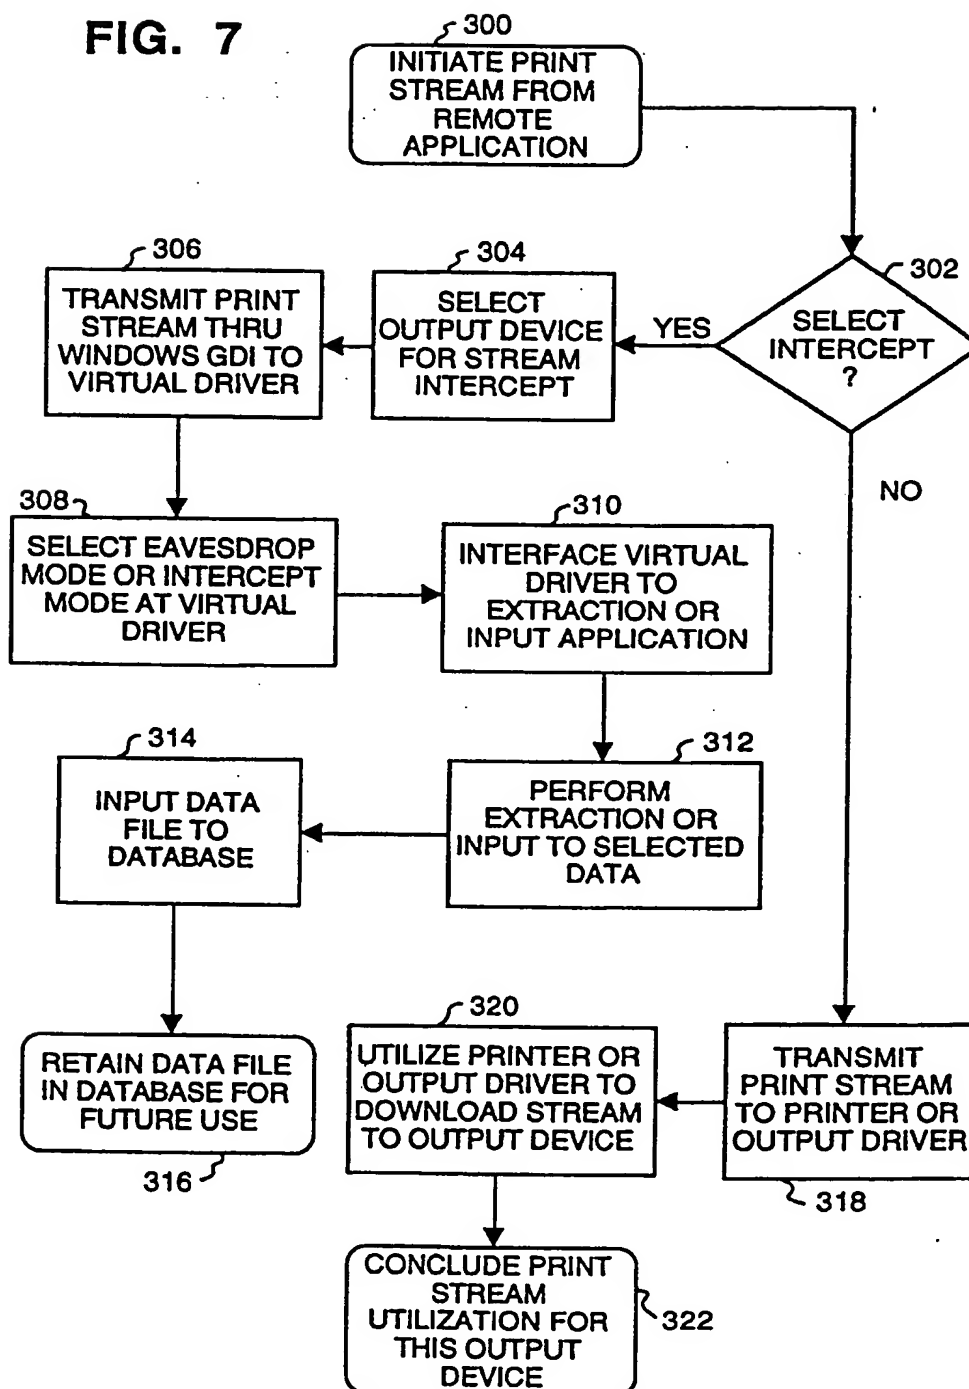 FIG. 7
300
INITIATE PRINT
STREAM FROM
REMOTE
APPLICATION
302
SELECT
INTERCEPT
?
YES
NO
304
SELECT
OUTPUT DEVICE
FOR STREAM
INTERCEPT
306
TRANSMIT PRINT
STREAM THRU
WINDOWS GDI TO
VIRTUAL DRIVER
308
SELECT EAVESDROP
MODE OR INTERCEPT
MODE AT VIRTUAL
DRIVER
310
INTERFACE VIRTUAL
DRIVER TO
EXTRACTION OR
INPUT APPLICATION
312
PERFORM
EXTRACTION OR
INPUT TO SELECTED
DATA
314
INPUT DATA
FILE TO
DATABASE
RETAIN DATA FILE
IN DATABASE FOR
FUTURE USE
316
TRANSMIT
PRINT STREAM
TO PRINTER OR
OUTPUT DRIVER
318
320
UTILIZE PRINTER OR
OUTPUT DRIVER TO
DOWNLOAD STREAM
TO OUTPUT DEVICE
CONCLUDE PRINT
STREAM
UTILIZATION FOR
THIS OUTPUT
DEVICE
322